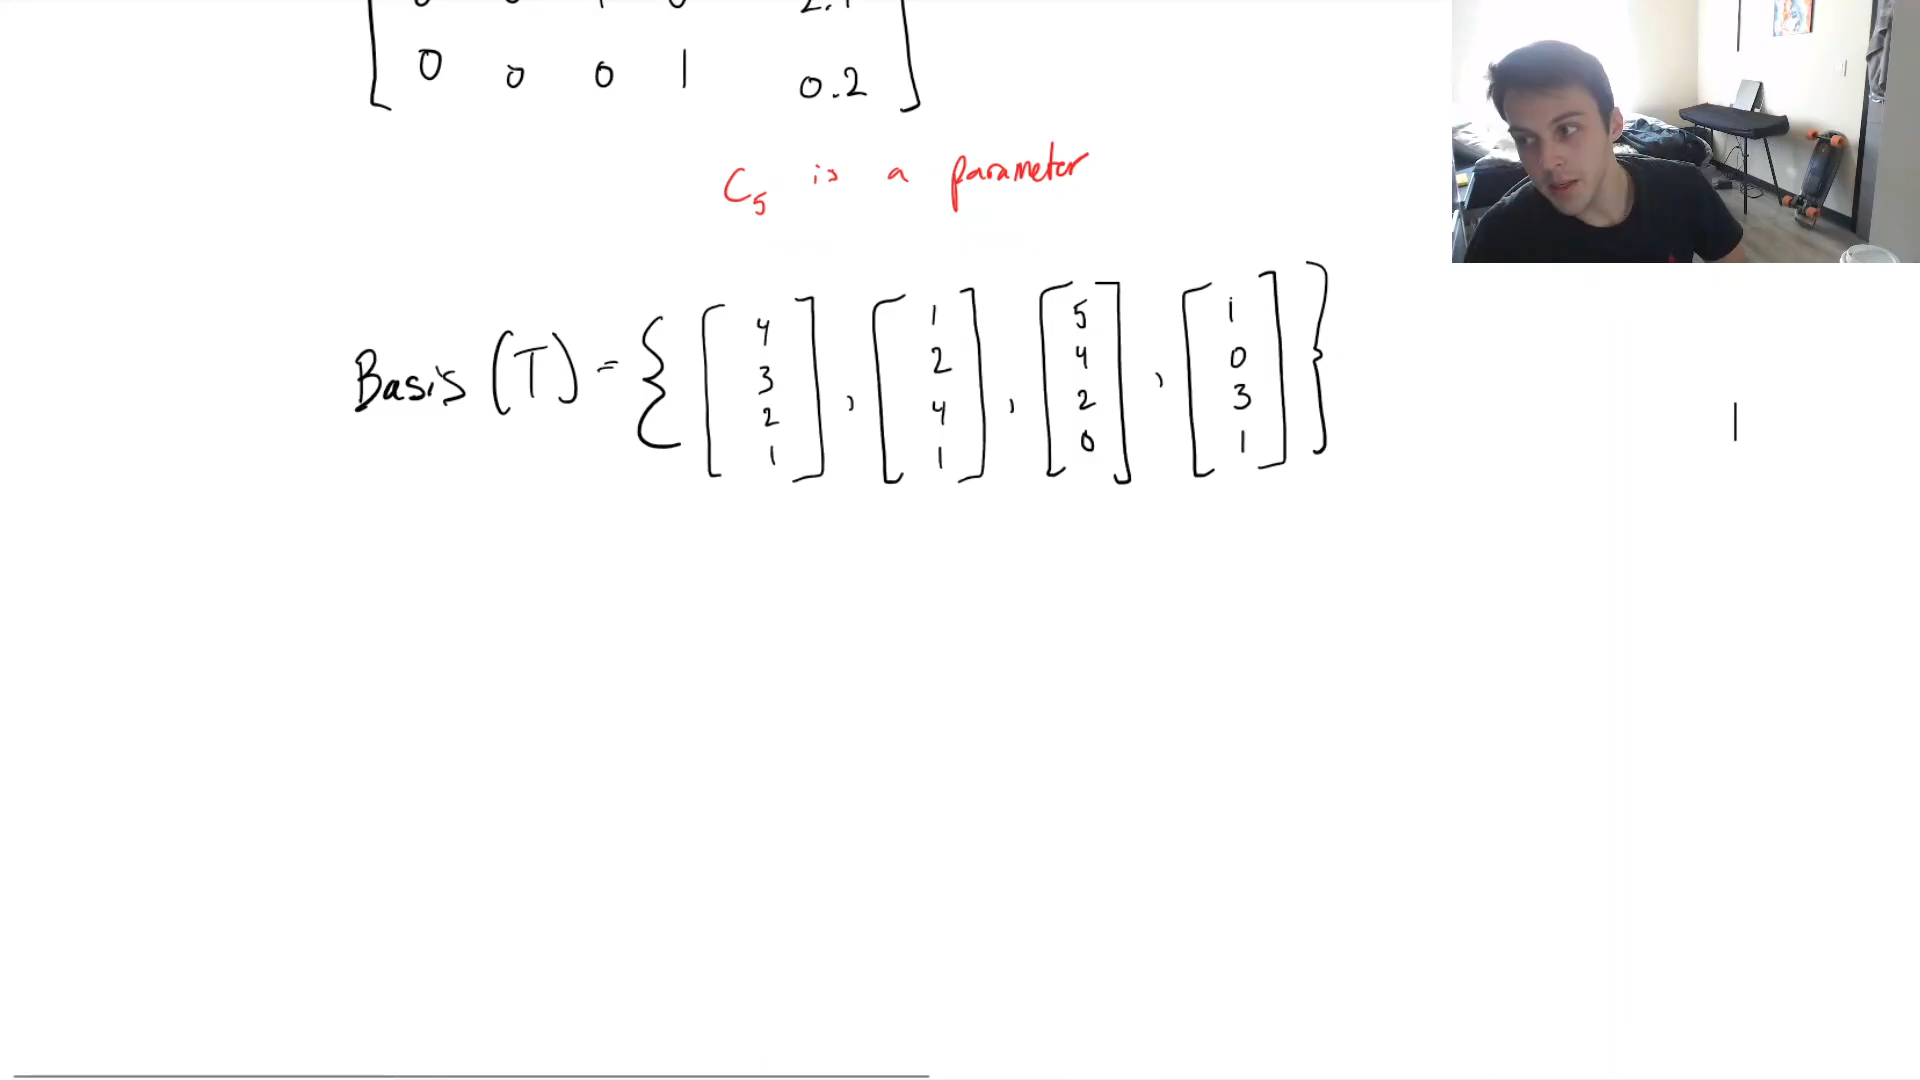 0 0 0 1 0.2
C5 is a parameter
Basis (T) = { [4 3 2 1], [1 2 4 1], [5 4 2 0], [1 0 3 1] }
|